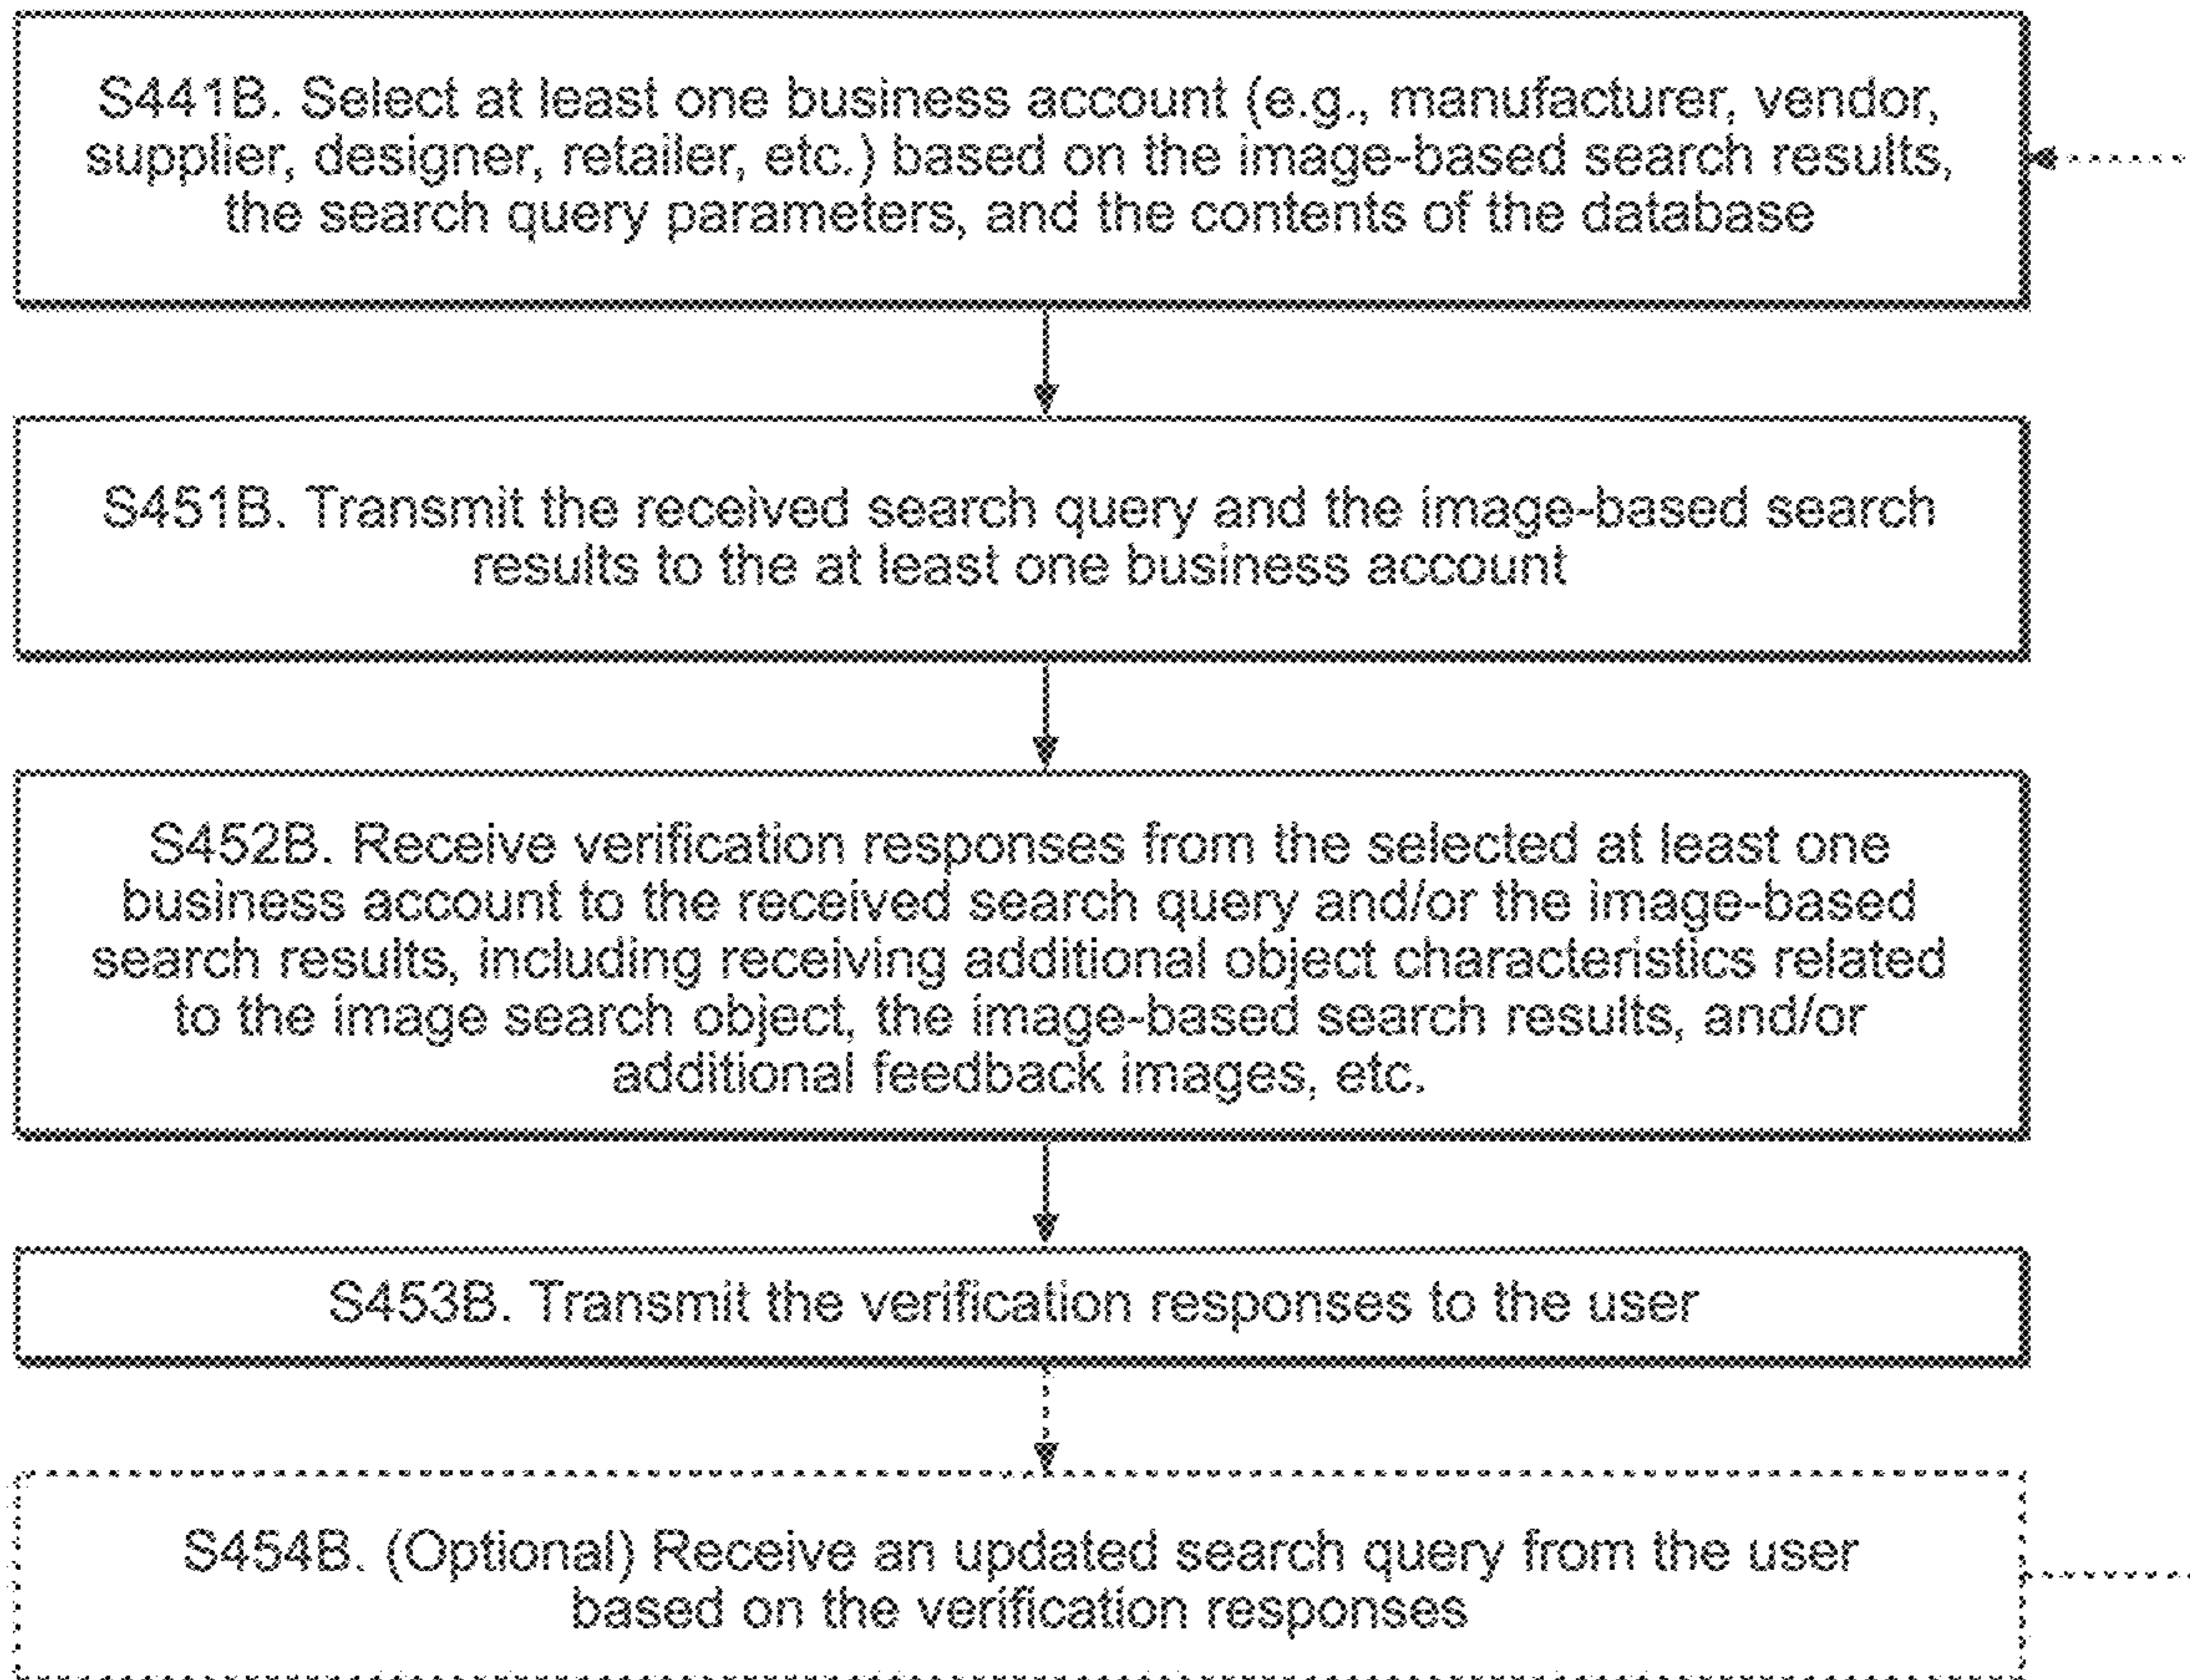 S441B. Select at least one business account (e.g., manufacturer, vendor,
supplier, designer, retailer, etc.) based on the image-based search results,
the search query parameters, and the contents of the database
S451B. Transmit the received search query and the image-based search
results to the at least one business account
S452B. Receive verification responses from the selected at least one
business account to the received search query and/or the image-based
search results, including receiving additional object characteristics related
to the image search object, the image-based search results, and/or
additional feedback images, etc.
S453B. Transmit the verification responses to the user
S454B. (Optional) Receive an updated search query from the user
based on the verification responses